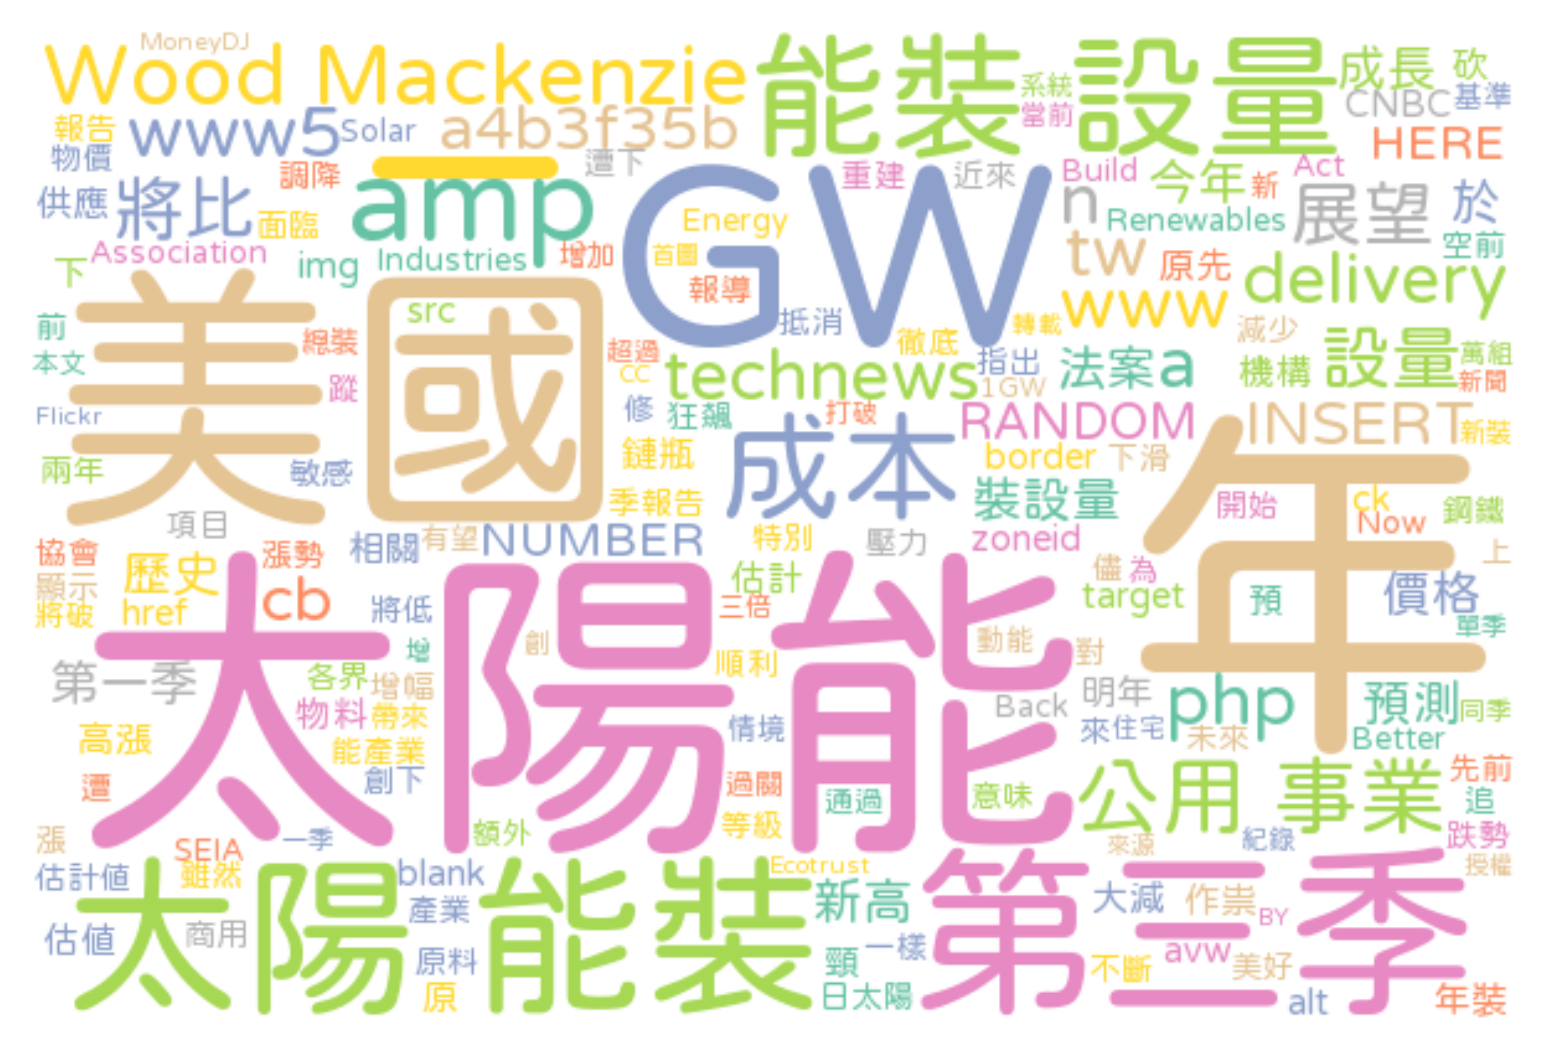 MoneyDJ
Wood Mackenzie
能裝 設量
系統
成長
砍
CNBC
基準
當前
報告
www5
Solar
a4b3f35b
HERE
物價
調降
一
遭下
重建
近來
Build
今年
新
Act
供應
將比
面臨
amp
GW
Energy
n
Renewables
展望
於
空前
Association
img
Industries
增加
首圖
tw
原先
delivery
下
報導
www
美國
src
抵消
轉載
減少
前
總裝
超過
徹底
本文
cc
technews
指出
法案
a
機構
設量
萬組
新聞
蹤
1GW
Flickr
修
狂飆
打破
RANDOM
INSERT
新裝
成本
年
兩年
敏感
鏈瓶
border
下滑
季報告
裝設量
開始
ck
鋼鐵
項目
Now
協會
漲勢
相關
有望
NUMBER
特別
壓力
zoneid
上
顯示
歷史
太陽能
估計
儘
為
target
預
價格
將破
href
cb
將低
三倍
單季
創
動能
對
第一季
各界
增幅
順利
明年
php
預測
同季
物料
帶來
Back
高漲
能產業
情境
來
住宅
未來
Better
遭
創下
過關
通過
意味
公用 事業
先前
追
漲
SEIA
一季
額外
等級
來源
紀錄
跌勢
估計值
雖然
太陽 能裝
blank
Ecotrust
第三季
授權
產業
新高
大減
作祟
BY
估值
商用
原料
頸
一樣
不斷
avw
美好
原
日太陽
alt
年裝